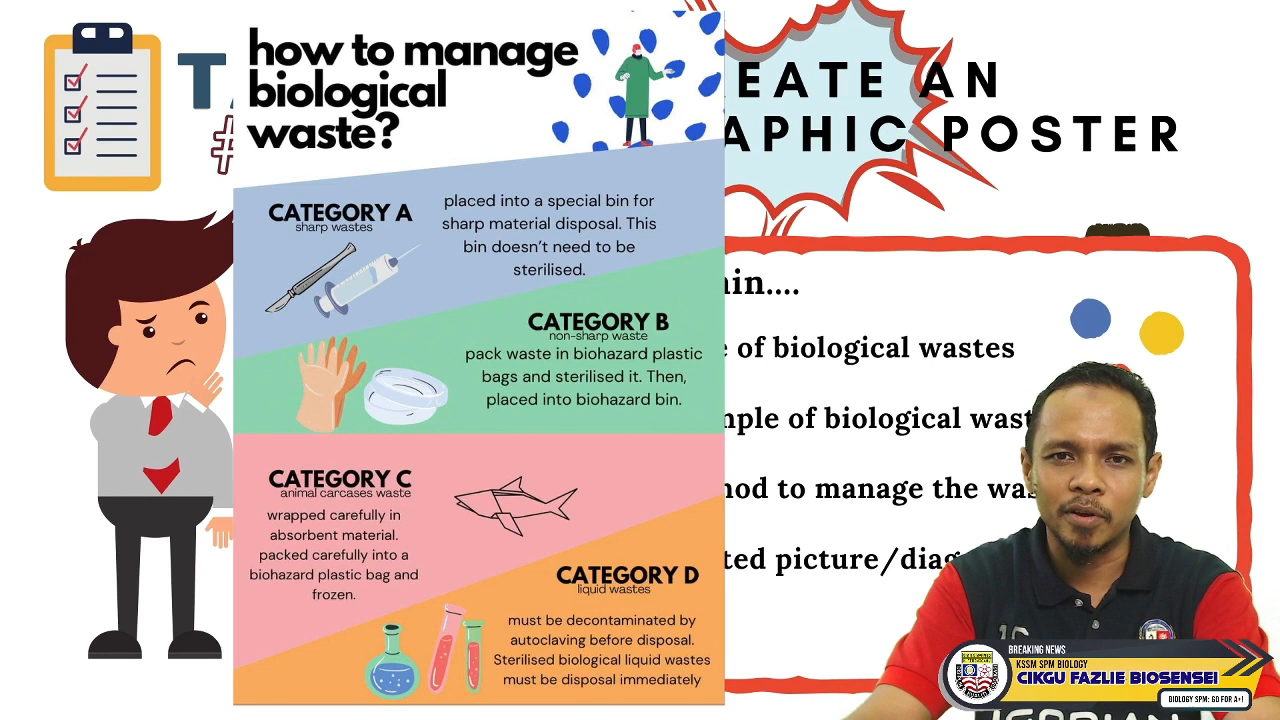 how to manage
biological
waste?
EATE AN
APHIC POSTER
CATEGORY A
sharp wastes
placed into a special bin for
sharp material disposal. This
bin doesn't need to be
sterilised.
CATEGORY B
non-sharp waste
pack waste in biohazard plastic
bags and sterilised it. Then,
placed into biohazard bin.
CATEGORY C
animal carcases waste
wrapped carefully in
absorbent material.
packed carefully into a
biohazard plastic bag and
frozen.
CATEGORY D
liquid wastes
must be decontaminated by
autoclaving before disposal.
Sterilised biological liquid wastes
must be disposal immediately
in....
of biological wastes
of biological wast
to manage the was
picture/diag
BREAKING NEWS
KSSM SPM BIOLOGY
CIKGU FAZLIE BIOSENSEI
BIOLOGY SPM: GO FOR A+!